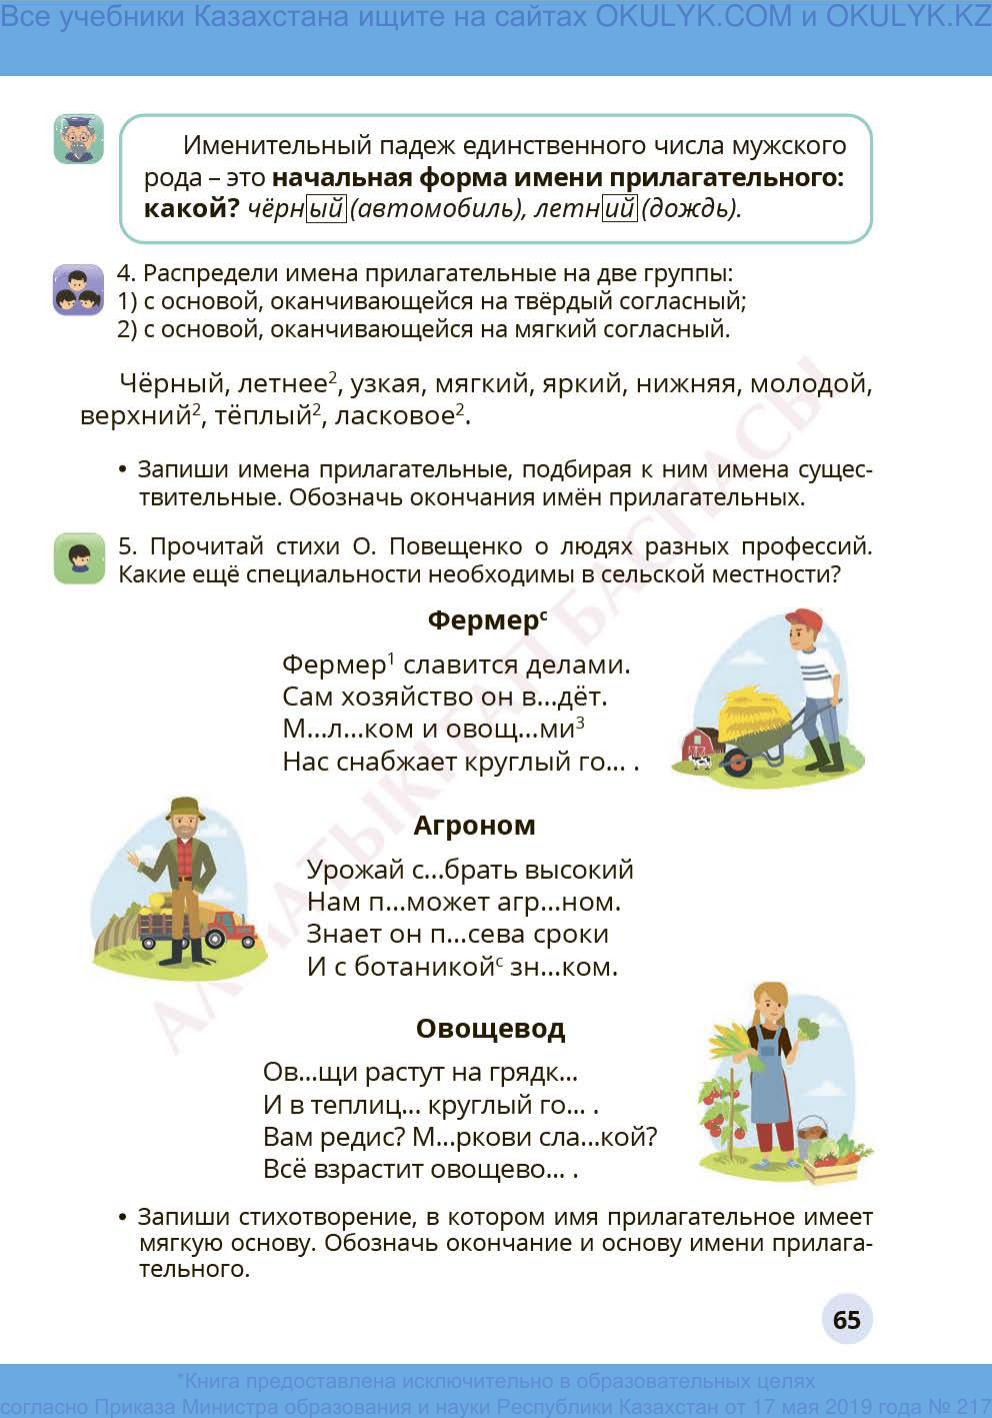 Все учебники Казахстана ищите на сайтах OKULYK.COM и OKULYK.KZ
Именительный падеж единственного числа мужского
рода – это начальная форма имени прилагательного:
какой? чёрный (автомобиль), летний (дождь).
4. Распредели имена прилагательные на две группы:
1) с основой, оканчивающейся на твёрдый согласный;
2) с основой, оканчивающейся на мягкий согласный.
Чёрный, летнее², узкая, мягкий, яркий, нижняя, молодой,
верхний², тёплый², ласковое².
• Запиши имена прилагательные, подбирая к ним имена сущес-
твительные. Обозначь окончания имён прилагательных.
5. Прочитай стихи О. Повещенко о людях разных профессий.
Какие ещё специальности необходимы в сельской местности?
Фермерᶜ
Фермер¹ славится делами.
Сам хозяйство он в...дёт.
М...л...ком и овощ...ми³
Нас снабжает круглый го... .
Агроном
Урожай с...брать высокий
Нам п...может агр...ном.
Знает он п...сева сроки
И с ботаникойᶜ зн...ком.
Овощевод
Ов...щи растут на грядк...
И в теплиц... круглый го... .
Вам редис? М...ркови сла...кой?
Всё взрастит овощево... .
• Запиши стихотворение, в котором имя прилагательное имеет
мягкую основу. Обозначь окончание и основу имени прилага-
тельного.
65
АЛМАТЫКІТАП БАСПАСЫ
*Книга предоставлена исключительно в образовательных целях
согласно Приказа Министра образования и науки Республики Казахстан от 17 мая 2019 года № 217